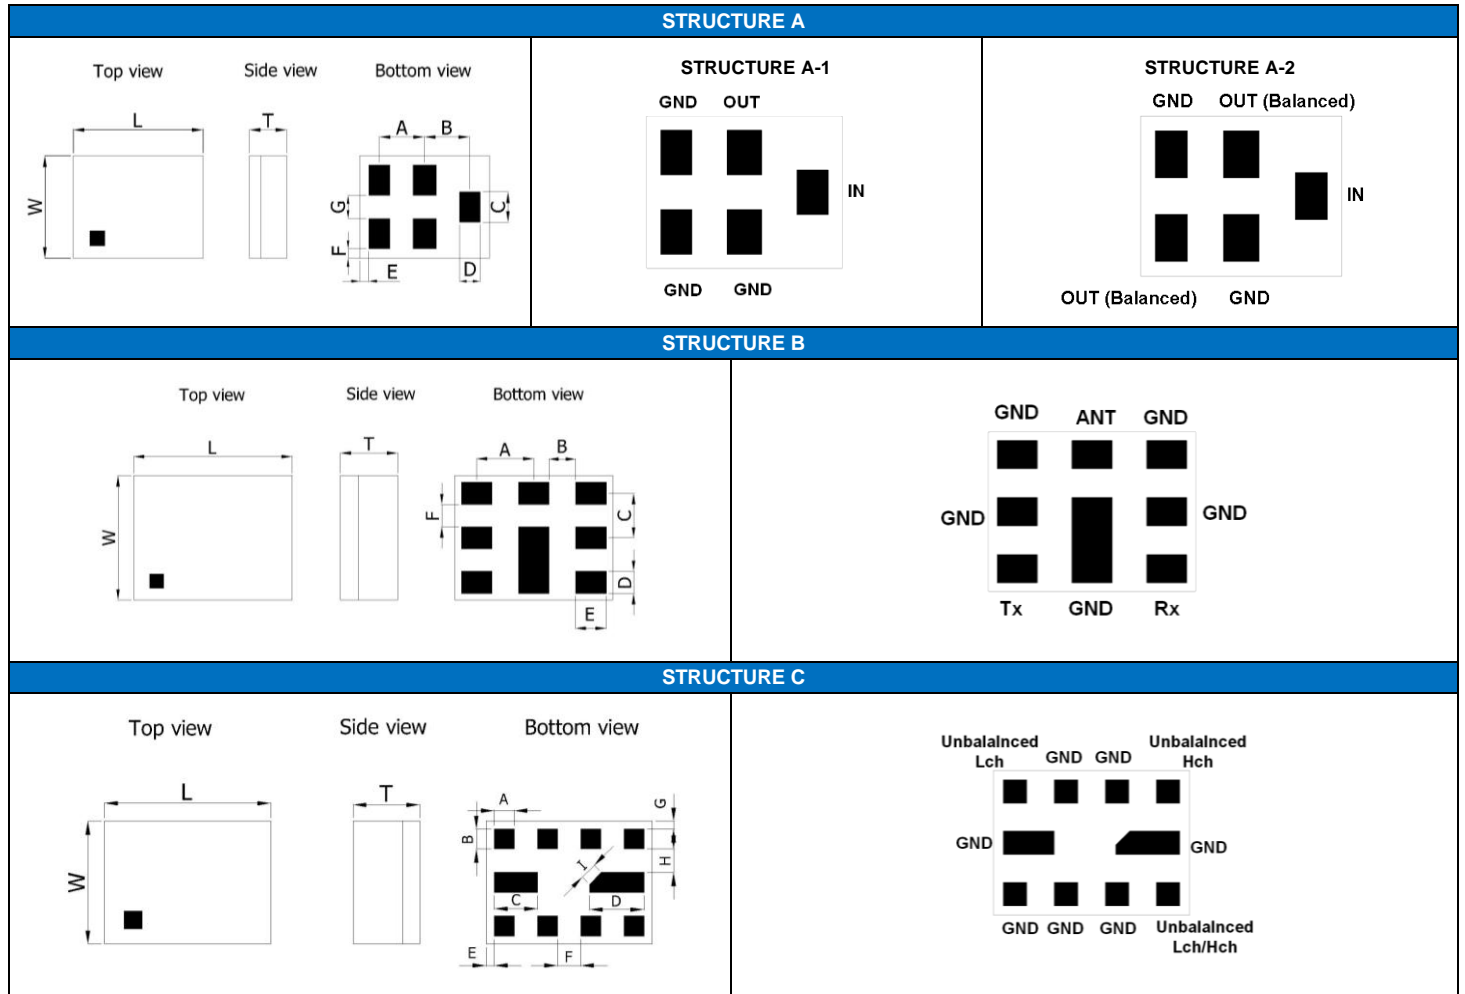 STRUCTURE A
Top view Side view Bottom view
L T A B
W G C
F E D
STRUCTURE A-1
GND OUT
IN
GND GND
STRUCTURE A-2
GND OUT (Balanced)
IN
OUT (Balanced) GND
STRUCTURE B
Top view Side view Bottom view
L T A B
W F C
D
E
GND ANT GND
GND GND
Tx GND Rx
STRUCTURE C
Top view Side view Bottom view
L T A G
W B H
I
C D
E F
Unbalalnced GND GND Unbalalnced
Lch Hch
GND GND
GND GND GND Unbalalnced
Lch/Hch